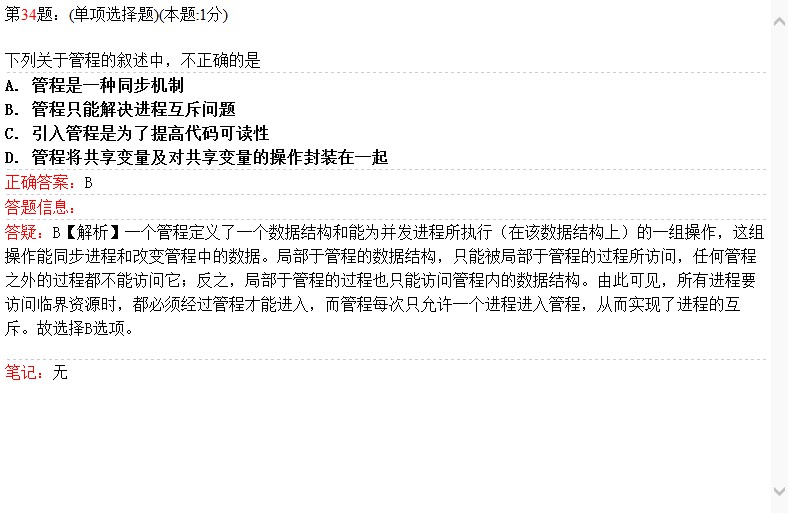 第34题：(单项选择题)(本题:1分)
下列关于管程的叙述中，不正确的是
A. 管程是一种同步机制
B. 管程只能解决进程互斥问题
C. 引入管程是为了提高代码可读性
D. 管程将共享变量及对共享变量的操作封装在一起
正确答案：B
答题信息：
答疑：B【解析】一个管程定义了一个数据结构和能为并发进程所执行（在该数据结构上）的一组操作，这组
操作能同步进程和改变管程中的数据。局部于管程的数据结构，只能被局部于管程的过程所访问，任何管程
之外的过程都不能访问它；反之，局部于管程的过程也只能访问管程内的数据结构。由此可见，所有进程要
访问临界资源时，都必须经过管程才能进入，而管程每次只允许一个进程进入管程，从而实现了进程的互
斥。故选择B选项。
笔记：无